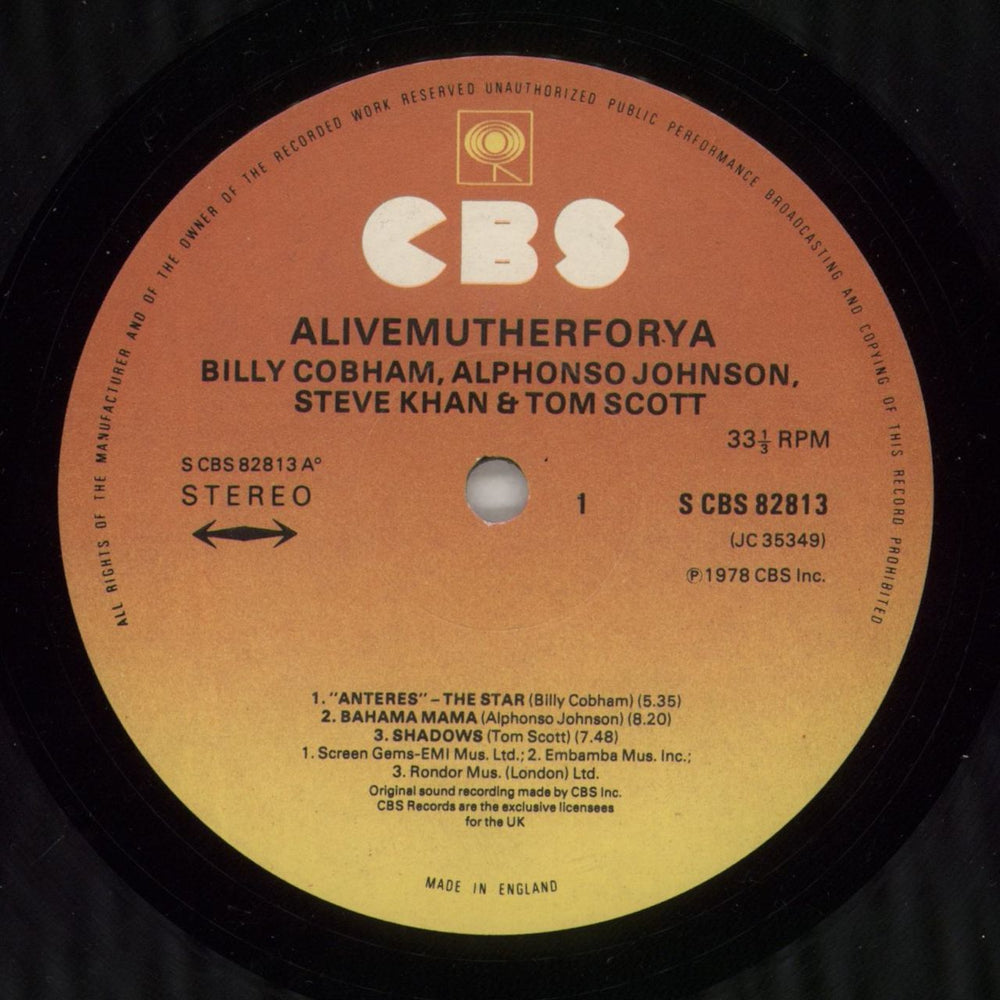 ALL RIGHTS OF THE MANUFACTURER AND OF THE OWNER OF THE RECORDED WORK RESERVED UNAUTHORIZED PUBLIC PERFORMANCE BROADCASTING AND COPYING OF THIS RECORD PROHIBITED
CBS
ALIVEMUTHERFORYA
BILLY COBHAM, ALPHONSO JOHNSON,
STEVE KHAN & TOM SCOTT
33⅓ RPM
S CBS 82813 A°
STEREO
1
S CBS 82813
(JC 35349)
℗ 1978 CBS Inc.
1. "ANTERES" – THE STAR (Billy Cobham) (5.35)
2. BAHAMA MAMA (Alphonso Johnson) (8.20)
3. SHADOWS (Tom Scott) (7.48)
1. Screen Gems-EMI Mus. Ltd.; 2. Embamba Mus. Inc.;
3. Rondor Mus. (London) Ltd.
Original sound recording made by CBS Inc.
CBS Records are the exclusive licensees
for the UK
MADE IN ENGLAND